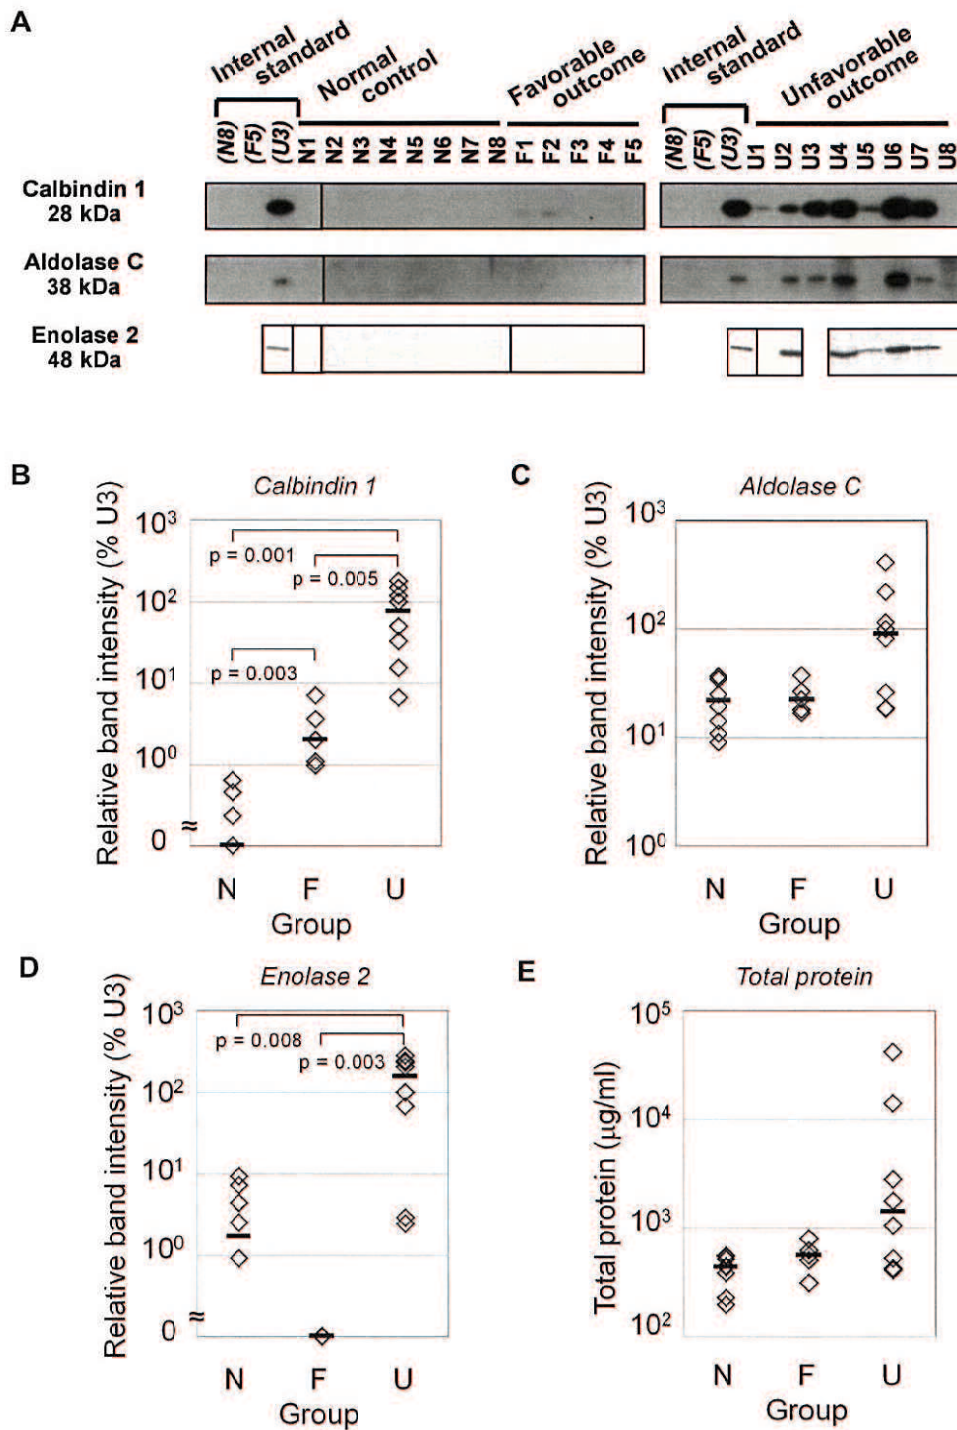 A
Internal standard
Normal control
Favorable outcome
Internal standard
Unfavorable outcome
(N8) (F5) (U3) N1 N2 N3 N4 N5 N6 N7 N8 F1 F2 F3 F4 F5 (N8) (F5) (U3) U1 U2 U3 U4 U5 U6 U7 U8
Calbindin 1
28 kDa
Aldolase C
38 kDa
Enolase 2
48 kDa
B
Calbindin 1
Relative band intensity (% U3)
10³
p = 0.001
p = 0.005
10²
p = 0.003
10¹
10⁰
≈
0
N F U
Group
C
Aldolase C
Relative band intensity (% U3)
10³
10²
10¹
10⁰
N F U
Group
D
Enolase 2
Relative band intensity (% U3)
10³
p = 0.008
p = 0.003
10²
10¹
10⁰
≈
0
N F U
Group
E
Total protein
Total protein (µg/ml)
10⁵
10⁴
10³
10²
N F U
Group